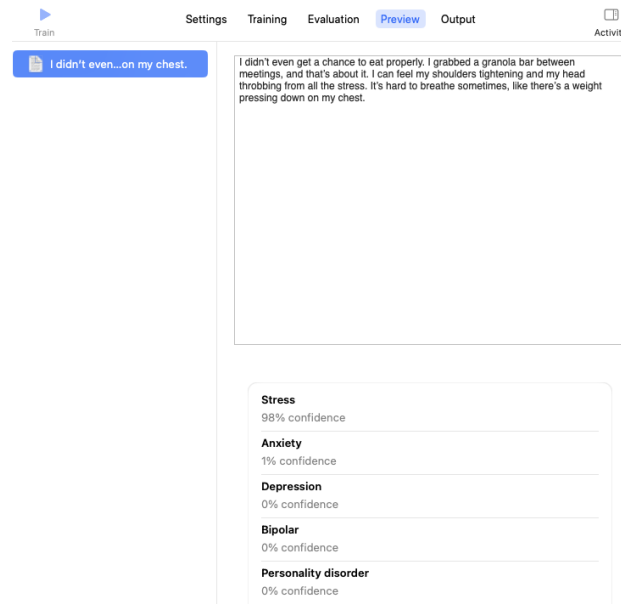 Train
Settings
Training
Evaluation
Preview
Output
Activit
I didn't even...on my chest.
I didn't even get a chance to eat properly. I grabbed a granola bar between
meetings, and that's about it. I can feel my shoulders tightening and my head
throbbing from all the stress. It's hard to breathe sometimes, like there's a weight
pressing down on my chest.
Stress
98% confidence
Anxiety
1% confidence
Depression
0% confidence
Bipolar
0% confidence
Personality disorder
0% confidence